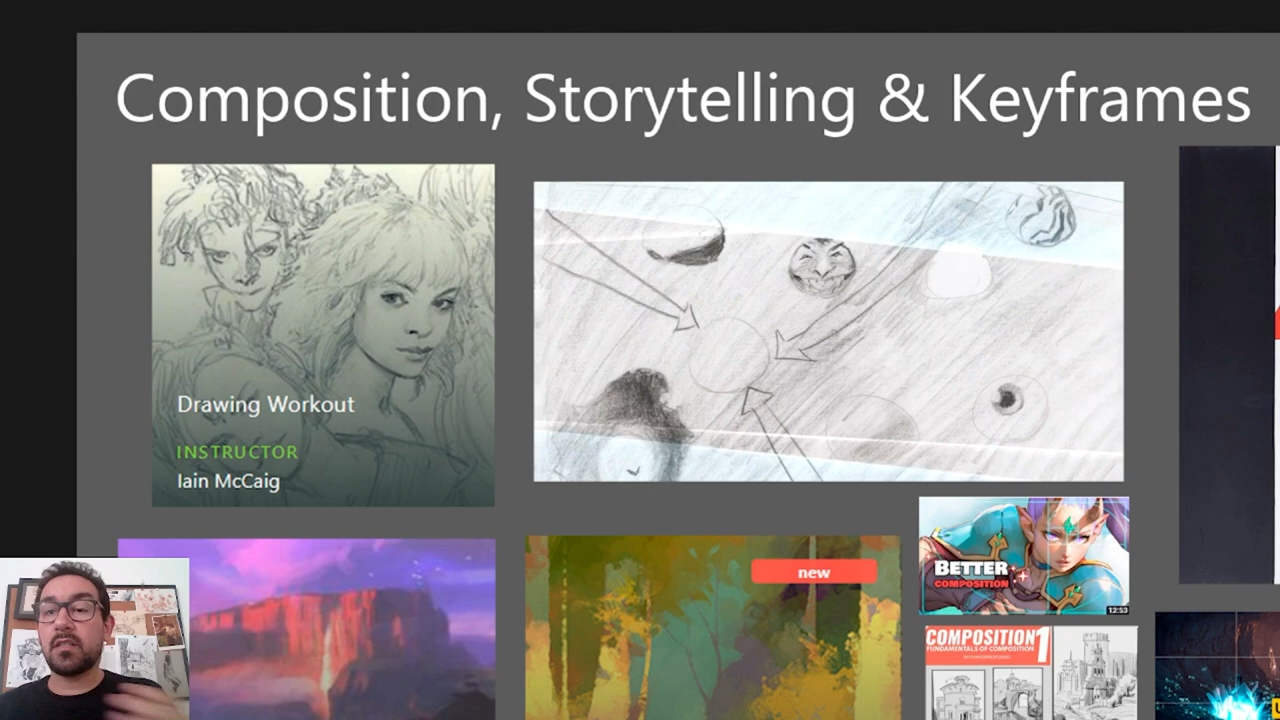 Composition, Storytelling & Keyframes
Drawing Workout
INSTRUCTOR
Iain McCaig
new
BETTER
COMPOSITION
12:53
COMPOSITION 1
FUNDAMENTALS OF COMPOSITION